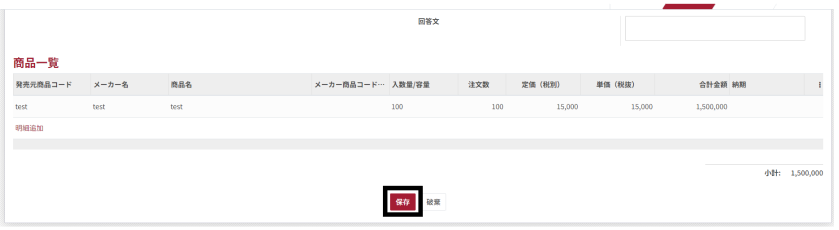 回答文
商品一覧
発売元商品コード メーカー名 商品名 メーカー商品コード… 入数量/容量 注文数 定価（税別） 単価（税抜） 合計金額 納期
test test test 100 100 15,000 15,000 1,500,000
明細追加
小計: 1,500,000
保存 破棄